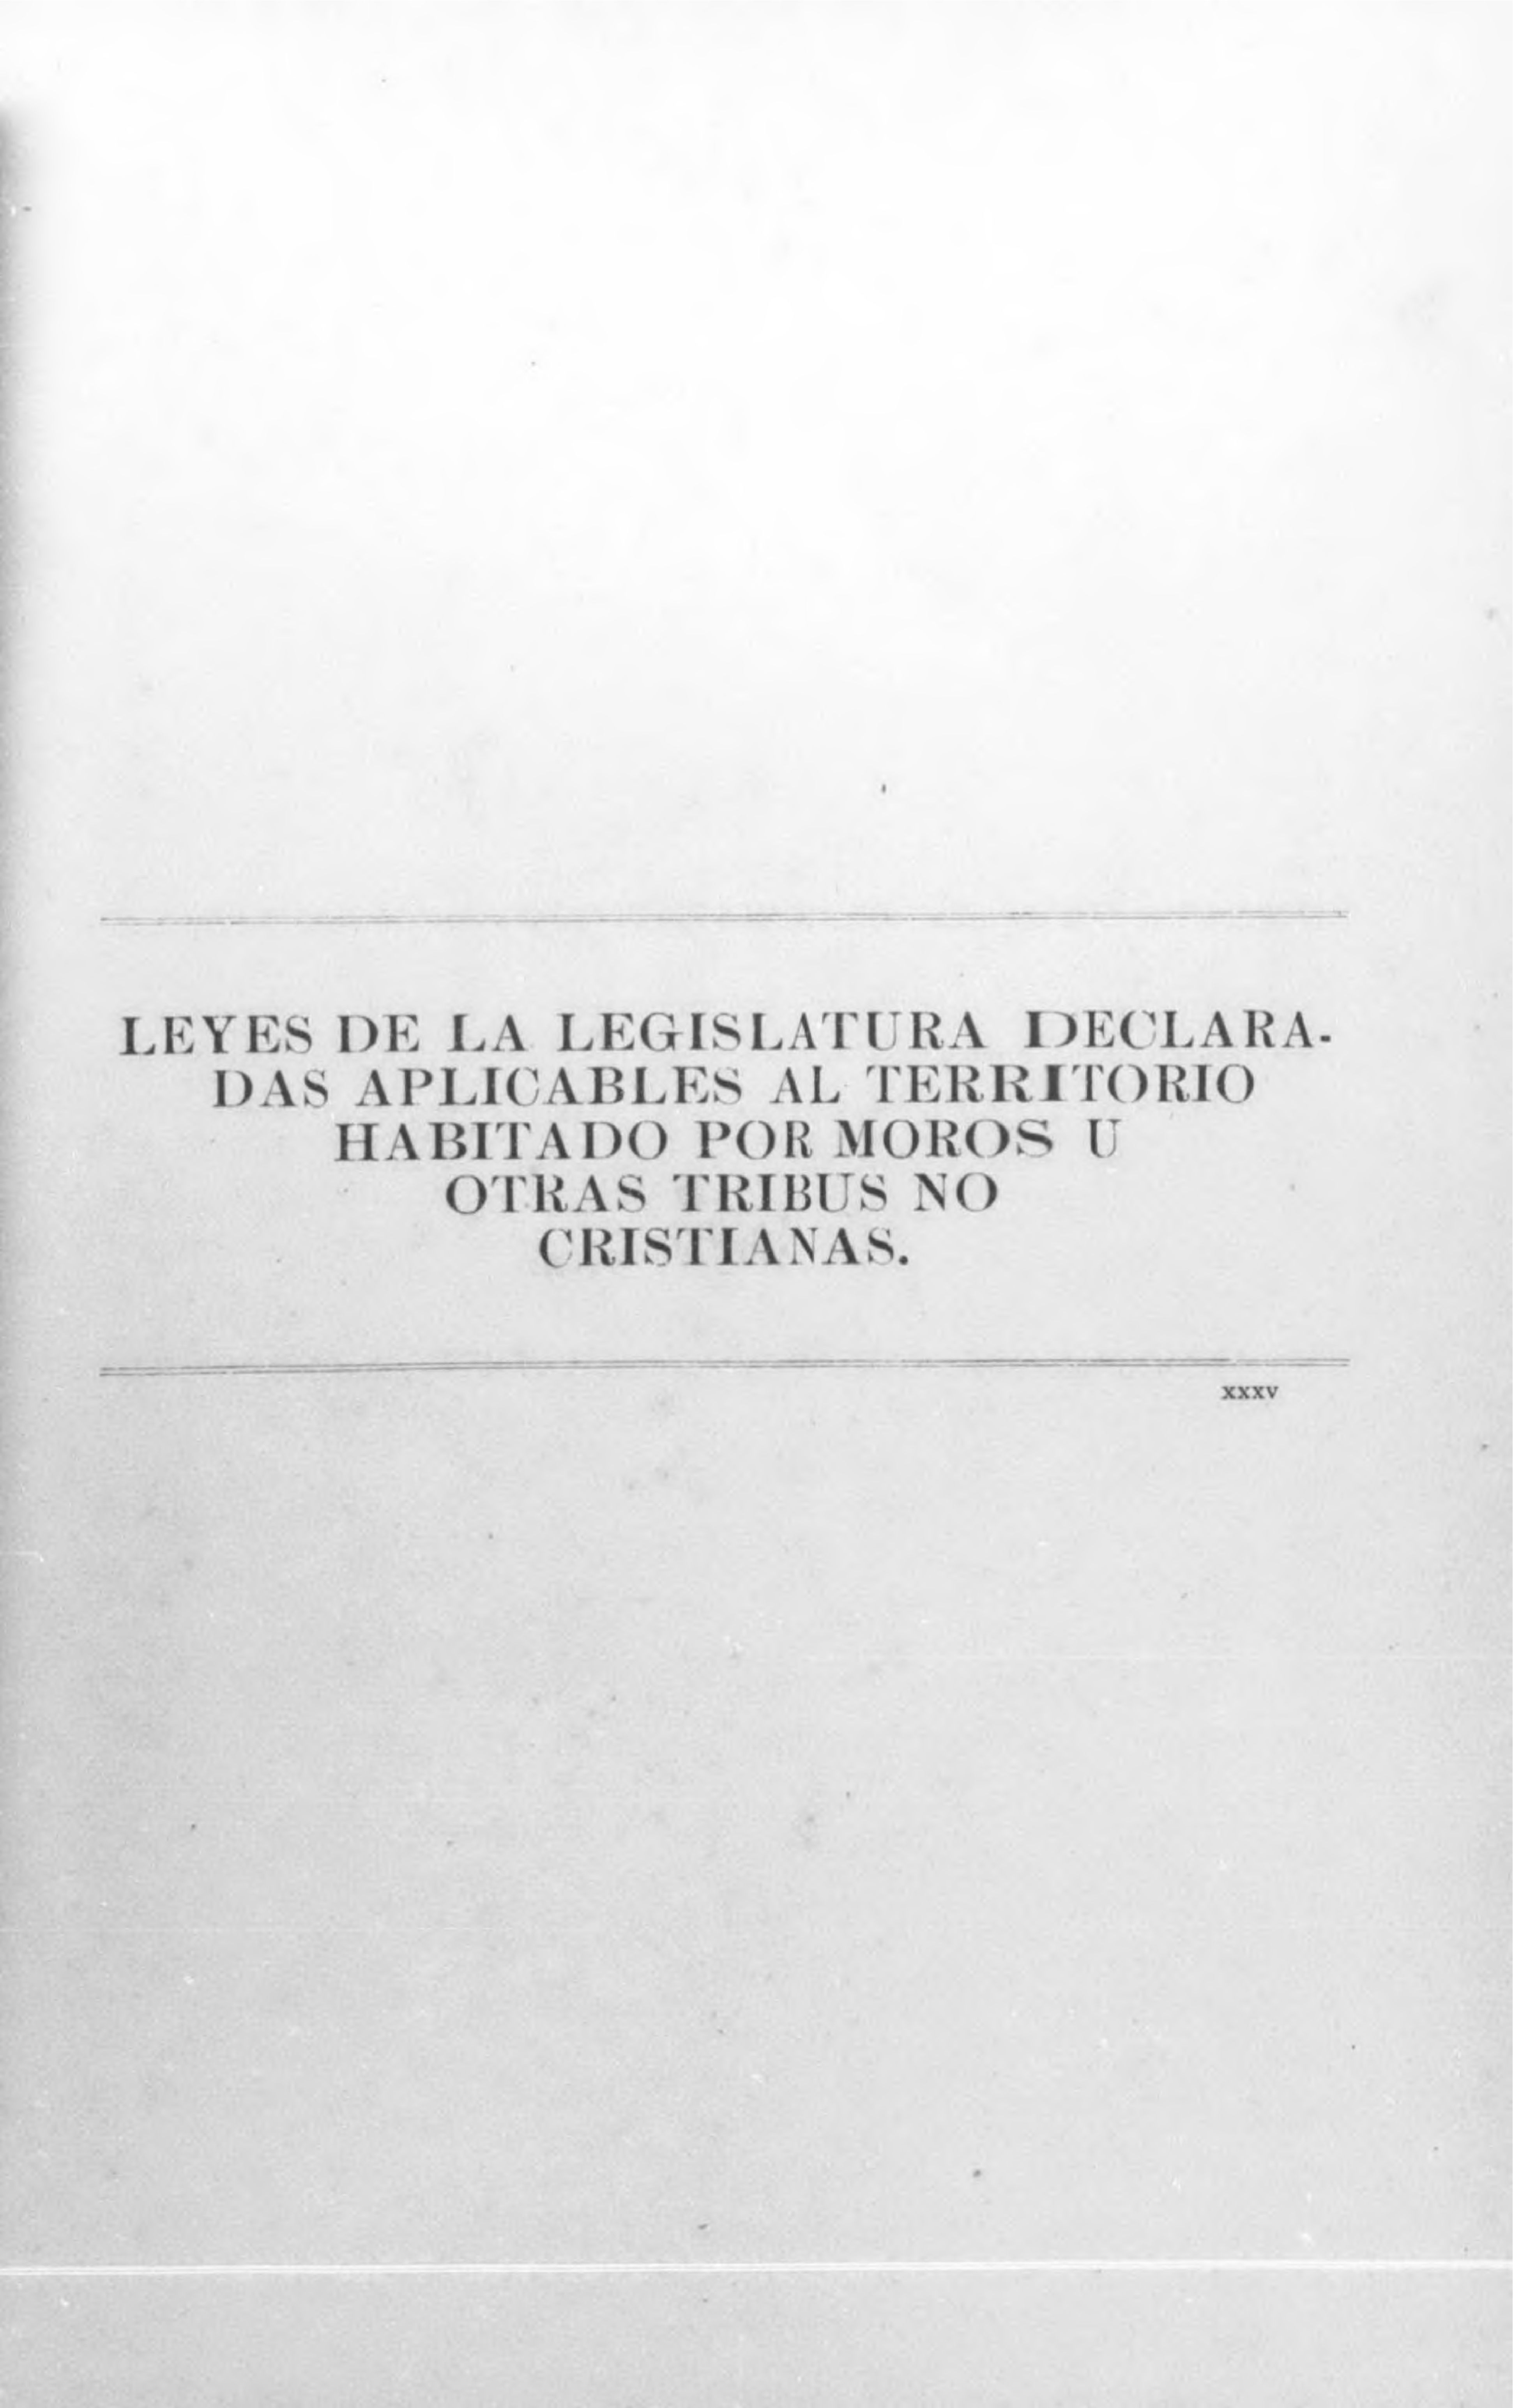 LEYES DE LA LEGISLATURA DECLARA-
DAS APLICABLES AL TERRITORIO
HABITADO POR MOROS U
OTRAS TRIBUS NO
CRISTIANAS.
xxxv